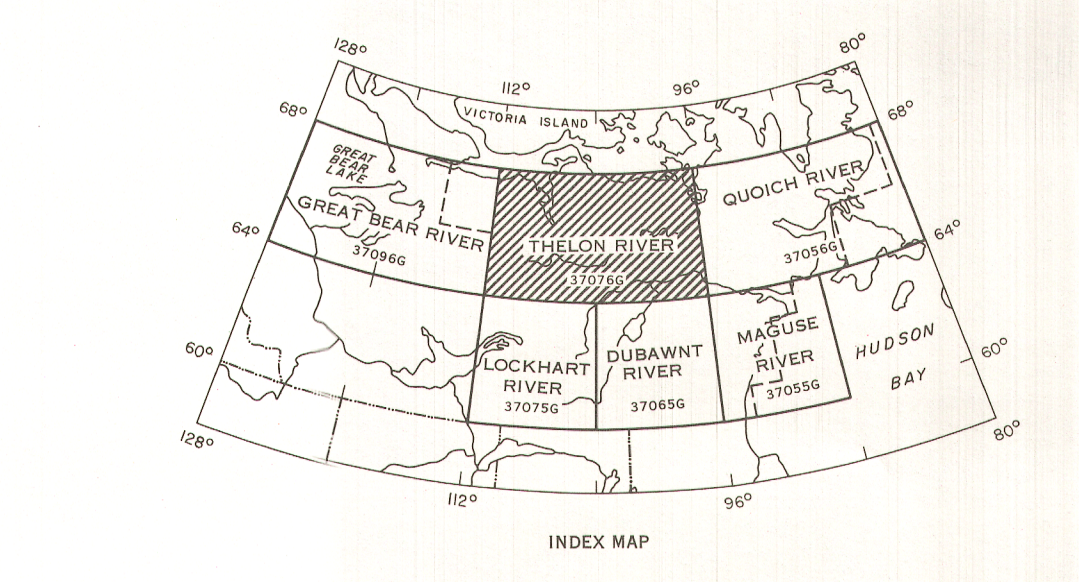 128°
80°
112°
96°
68°
68°
VICTORIA ISLAND
GREAT
BEAR
LAKE
QUOICH RIVER
GREAT BEAR RIVER
64°
64°
THELON RIVER
37096G
37056G
37076G
MAGUSE
RIVER
HUDSON
BAY
60°
60°
LOCKHART
RIVER
DUBAWNT
RIVER
37075G
37065G
37055G
128°
80°
112°
96°
INDEX MAP